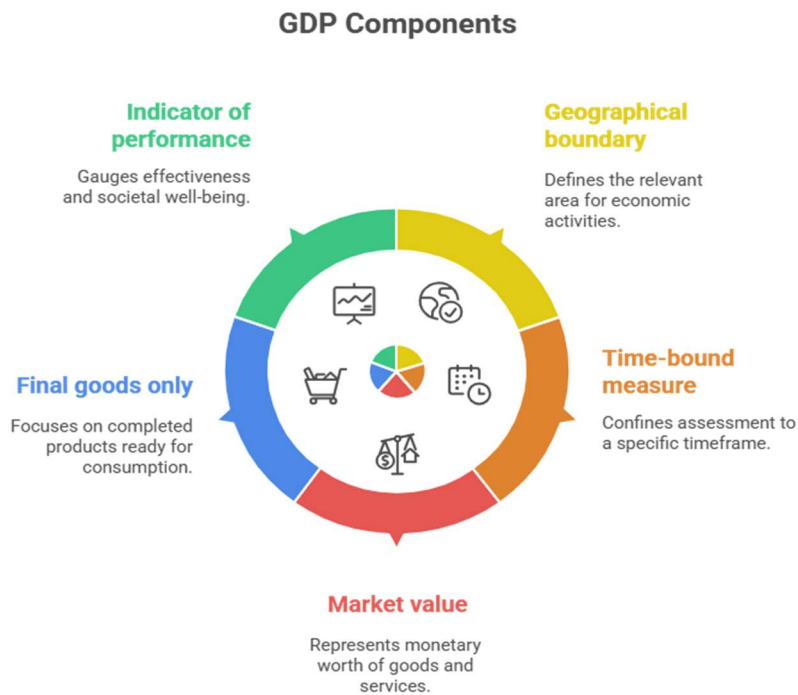 GDP Components
Indicator of
performance
Gauges effectiveness
and societal well-being.
Geographical
boundary
Defines the relevant
area for economic
activities.
Final goods only
Focuses on completed
products ready for
consumption.
Time-bound
measure
Confines assessment to
a specific timeframe.
$
Market value
Represents monetary
worth of goods and
services.